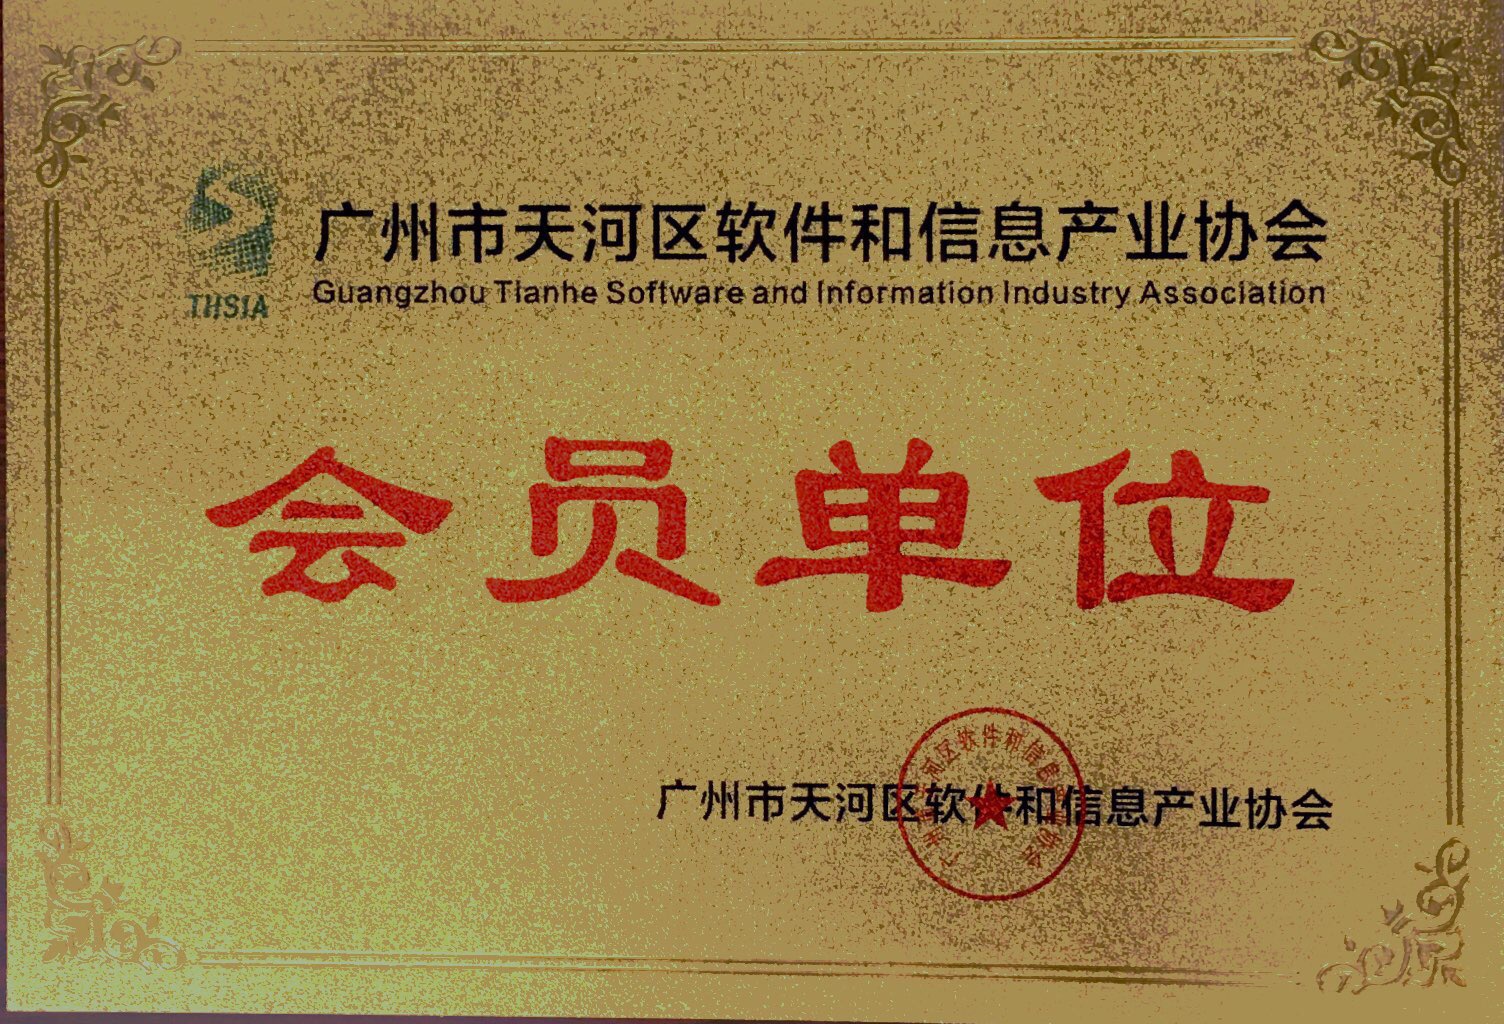 广州市天河区软件和信息产业协会
Guangzhou Tianhe Software and Information Industry Association
THSIA
会员单位
广州市天河区软件和信息产业协会